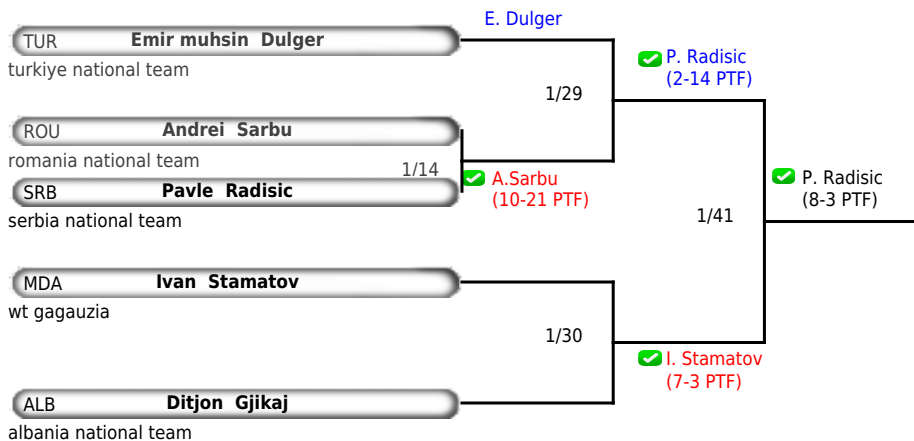 E. Dulger
TUR Emir muhsin Dulger
turkiye national team
P. Radisic
(2-14 PTF)
1/29
ROU Andrei Sarbu
romania national team
1/14
A.Sarbu
(10-21 PTF)
SRB Pavle Radisic
serbia national team
P. Radisic
(8-3 PTF)
1/41
MDA Ivan Stamatov
wt gagauzia
1/30
I. Stamatov
(7-3 PTF)
ALB Ditjon Gjikaj
albania national team